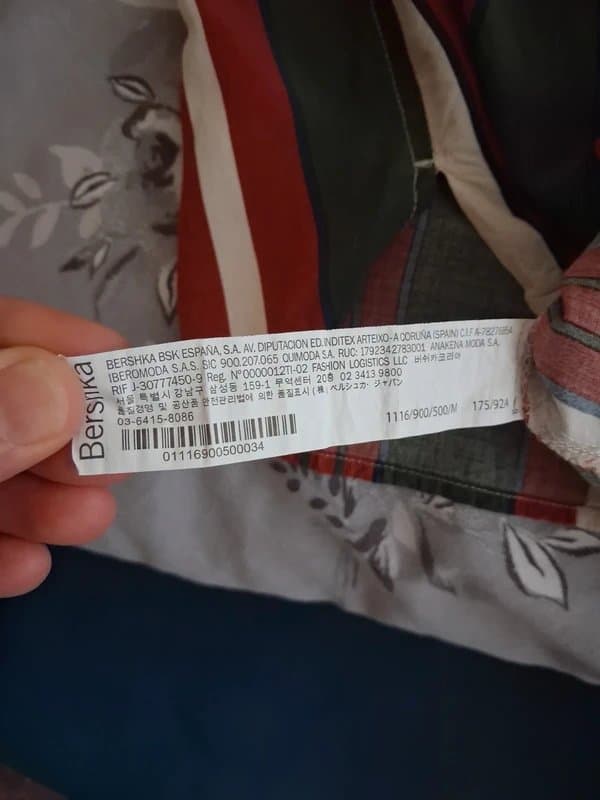 Bershka
BERSHKA BSK ESPAÑA, S.A. AV. DIPUTACION ED. INDITEX ARTEIXO-A CORUÑA (SPAIN) C.I.F A-78276854
IBEROMODA S.A.S. SIC 900.207.065 QUIMODA S.A. RUC: 1792342783001 ANAKENA MODA S.A.
RIF J-30777450-9 Reg. N°0000012TI-02 FASHION LOGISTICS LLC 버쉬카코리아
서울 특별시 강남구 삼성동 159-1 무역센터 20층 02 3413 9800
품질경영 및 공산품 안전관리법에 의한 품질표시 (株) ベルシュカ・ジャパン
03-6415-8086
1116/900/500/M 175/92A
01116900500034